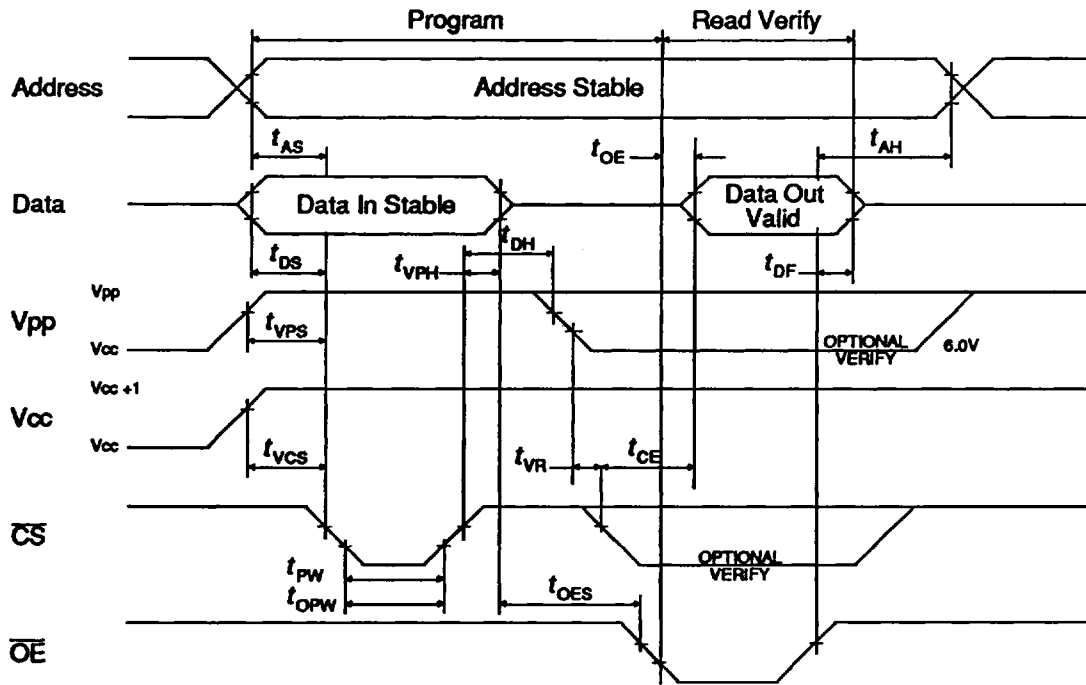 Program Read Verify
Address Address Stable
tAS tOE tAH
Data Data In Stable Data Out
Valid
tDS tVPH tDH tDF
Vpp Vpp
tVPS
Vcc OPTIONAL
VERIFY 6.0V
Vcc Vcc +1
Vcc
tVCS tVR tCE
CS
OPTIONAL
VERIFY
tPW
tOPW tOES
OE